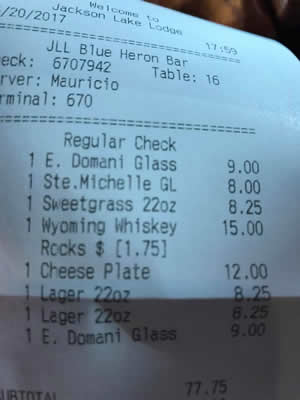 Welcome to
Jackson Lake Lodge
/20/2017 17:59
JLL Blue Heron Bar
eck: 6707942 Table: 16
rver: Mauricio
rminal: 670
Regular Check
1 E. Domani Glass 9.00
1 Ste.Michelle GL 8.00
1 Sweetgrass 22oz 8.25
1 Wyoming Whiskey 15.00
Rocks $ [1.75]
1 Cheese Plate 12.00
1 Lager 22oz 8.25
1 Lager 22oz 8.25
1 E. Domani Glass 9.00
SUBTOTAL 77.75